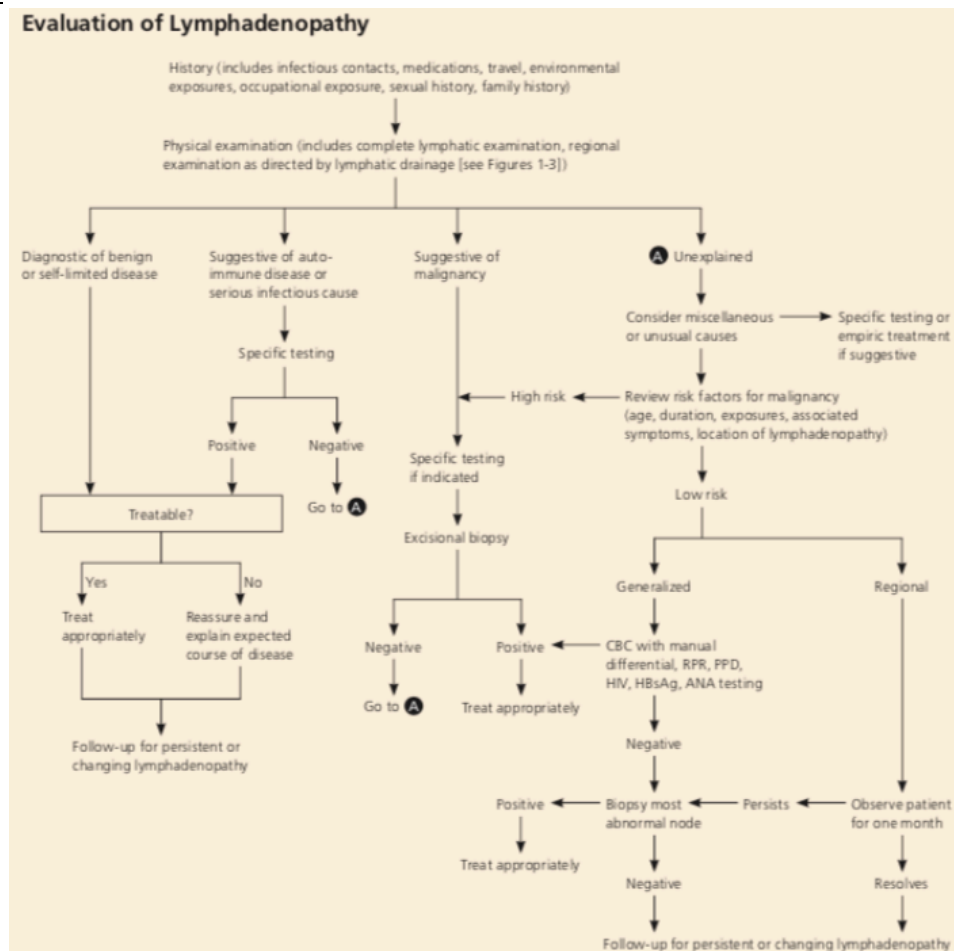 Evaluation of Lymphadenopathy
History (includes infectious contacts, medications, travel, environmental
exposures, occupational exposure, sexual history, family history)
Physical examination (includes complete lymphatic examination, regional
examination as directed by lymphatic drainage [see Figures 1-3])
Diagnostic of benign
or self-limited disease
Suggestive of auto-
immune disease or
serious infectious cause
Suggestive of
malignancy
A Unexplained
Specific testing
Consider miscellaneous
or unusual causes
Specific testing or
empiric treatment
if suggestive
High risk
Review risk factors for malignancy
(age, duration, exposures, associated
symptoms, location of lymphadenopathy)
Positive
Negative
Go to A
Specific testing
if indicated
Low risk
Treatable?
Excisional biopsy
Yes
No
Treat
appropriately
Reassure and
explain expected
course of disease
Generalized
Regional
Negative
Positive
CBC with manual
differential, RPR, PPD,
HIV, HBsAg, ANA testing
Go to A
Treat appropriately
Follow-up for persistent or
changing lymphadenopathy
Negative
Positive
Biopsy most
abnormal node
Persists
Observe patient
for one month
Treat appropriately
Negative
Resolves
Follow-up for persistent or changing lymphadenopathy